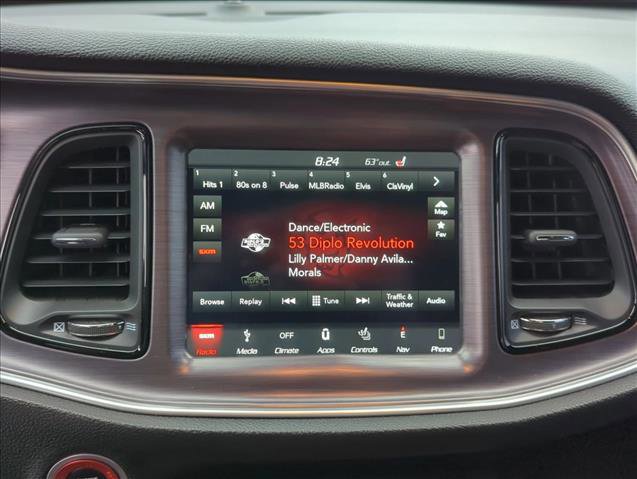 8:24 63°out.
1 2 3 4 5 6
Hits 1 80s on 8 Pulse MLBRadio Elvis ClsVinyl
AM
FM
sxm
Dance/Electronic
53 Diplo Revolution
Lilly Palmer/Danny Avila...
Morals
Map
Fav
Browse Replay Tune Traffic & Weather Audio
sxm OFF E
Radio Media Climate Apps Controls Nav Phone